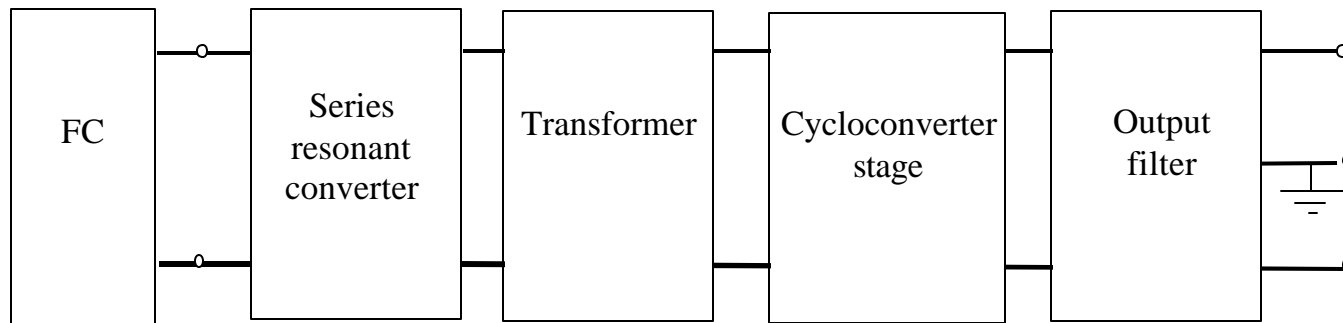 FC
Series
resonant
converter
Transformer
Cycloconverter
stage
Output
filter